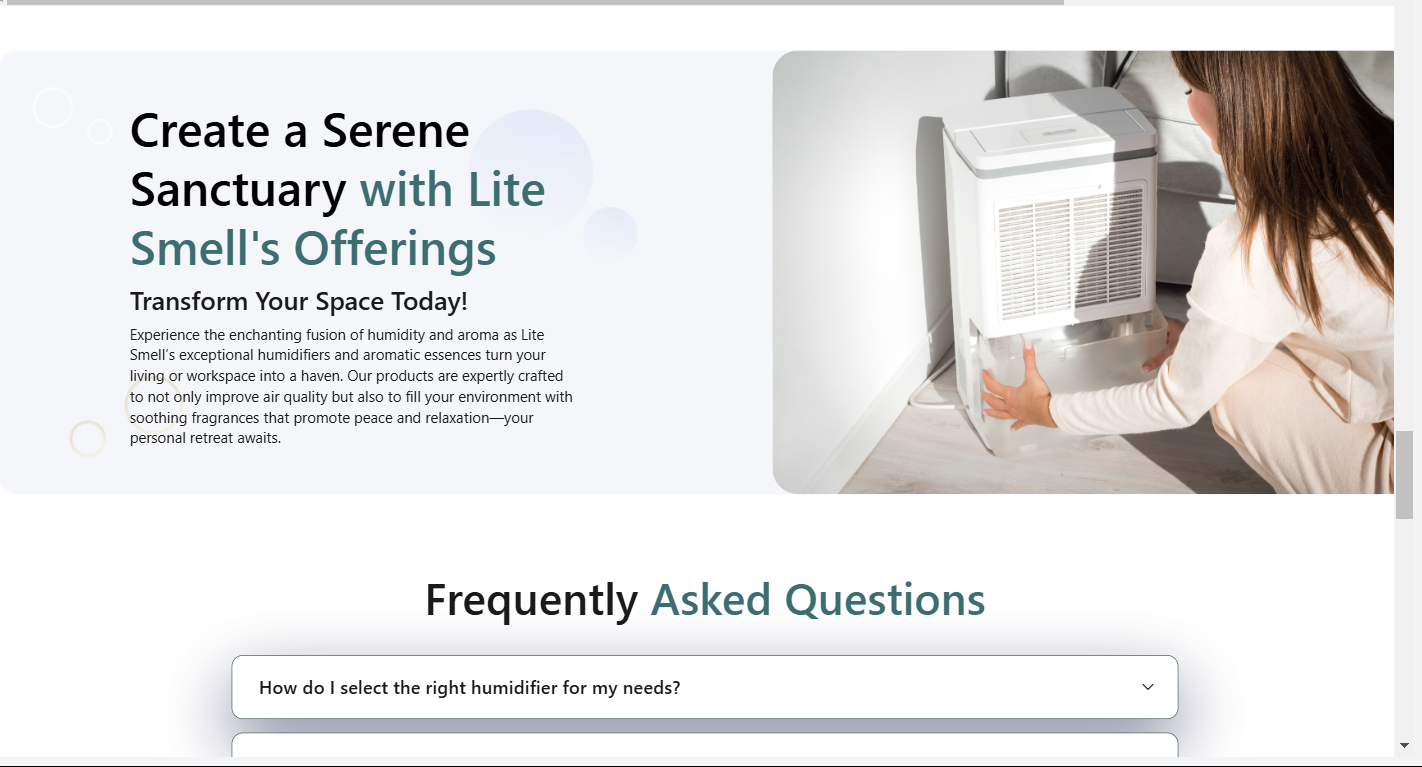 Create a Serene
Sanctuary with Lite
Smell's Offerings
Transform Your Space Today!
Experience the enchanting fusion of humidity and aroma as Lite
Smell's exceptional humidifiers and aromatic essences turn your
living or workspace into a haven. Our products are expertly crafted
to not only improve air quality but also to fill your environment with
soothing fragrances that promote peace and relaxation—your
personal retreat awaits.
Frequently Asked Questions
How do I select the right humidifier for my needs?